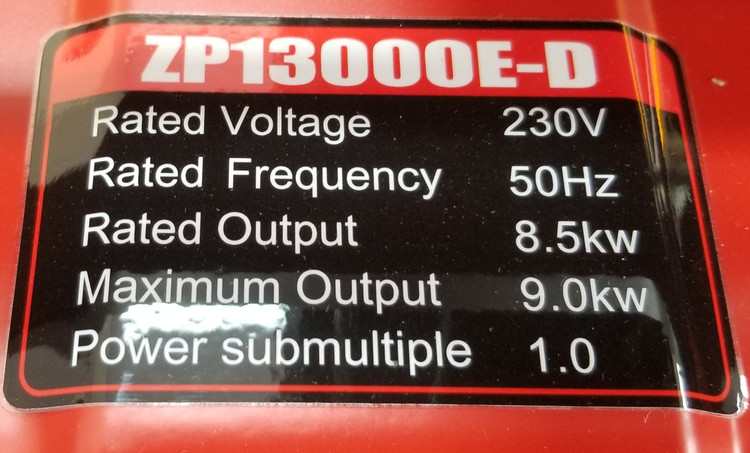 ZP13000E-D
Rated Voltage 230V
Rated Frequency 50Hz
Rated Output 8.5kw
Maximum Output 9.0kw
Power submultiple 1.0